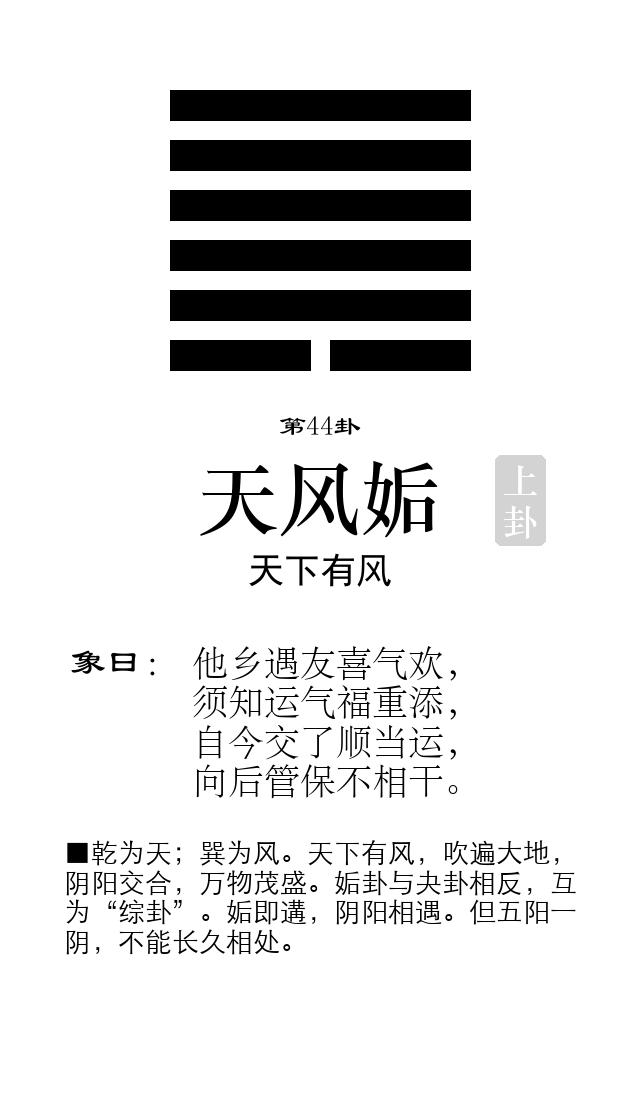 第44卦
天风姤
上卦
天下有风
象曰：他乡遇友喜气欢，
须知运气福重添，
自今交了顺当运，
向后管保不相干。
■乾为天；巽为风。天下有风，吹遍大地，
阴阳交合，万物茂盛。姤卦与夬卦相反，互
为“综卦”。姤即遘，阴阳相遇。但五阳一
阴，不能长久相处。